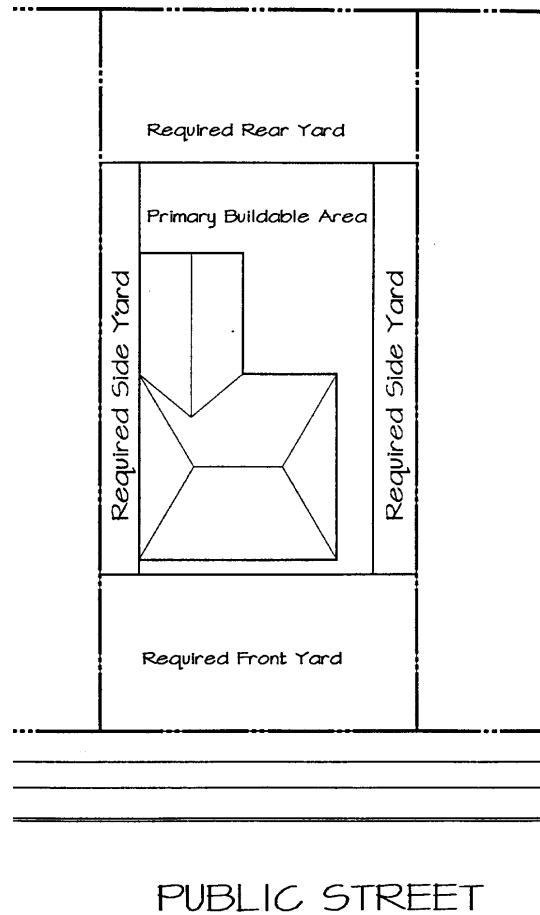 Required Rear Yard
Primary Buildable Area
Required Side Yard
Required Side Yard
Required Front Yard
PUBLIC STREET